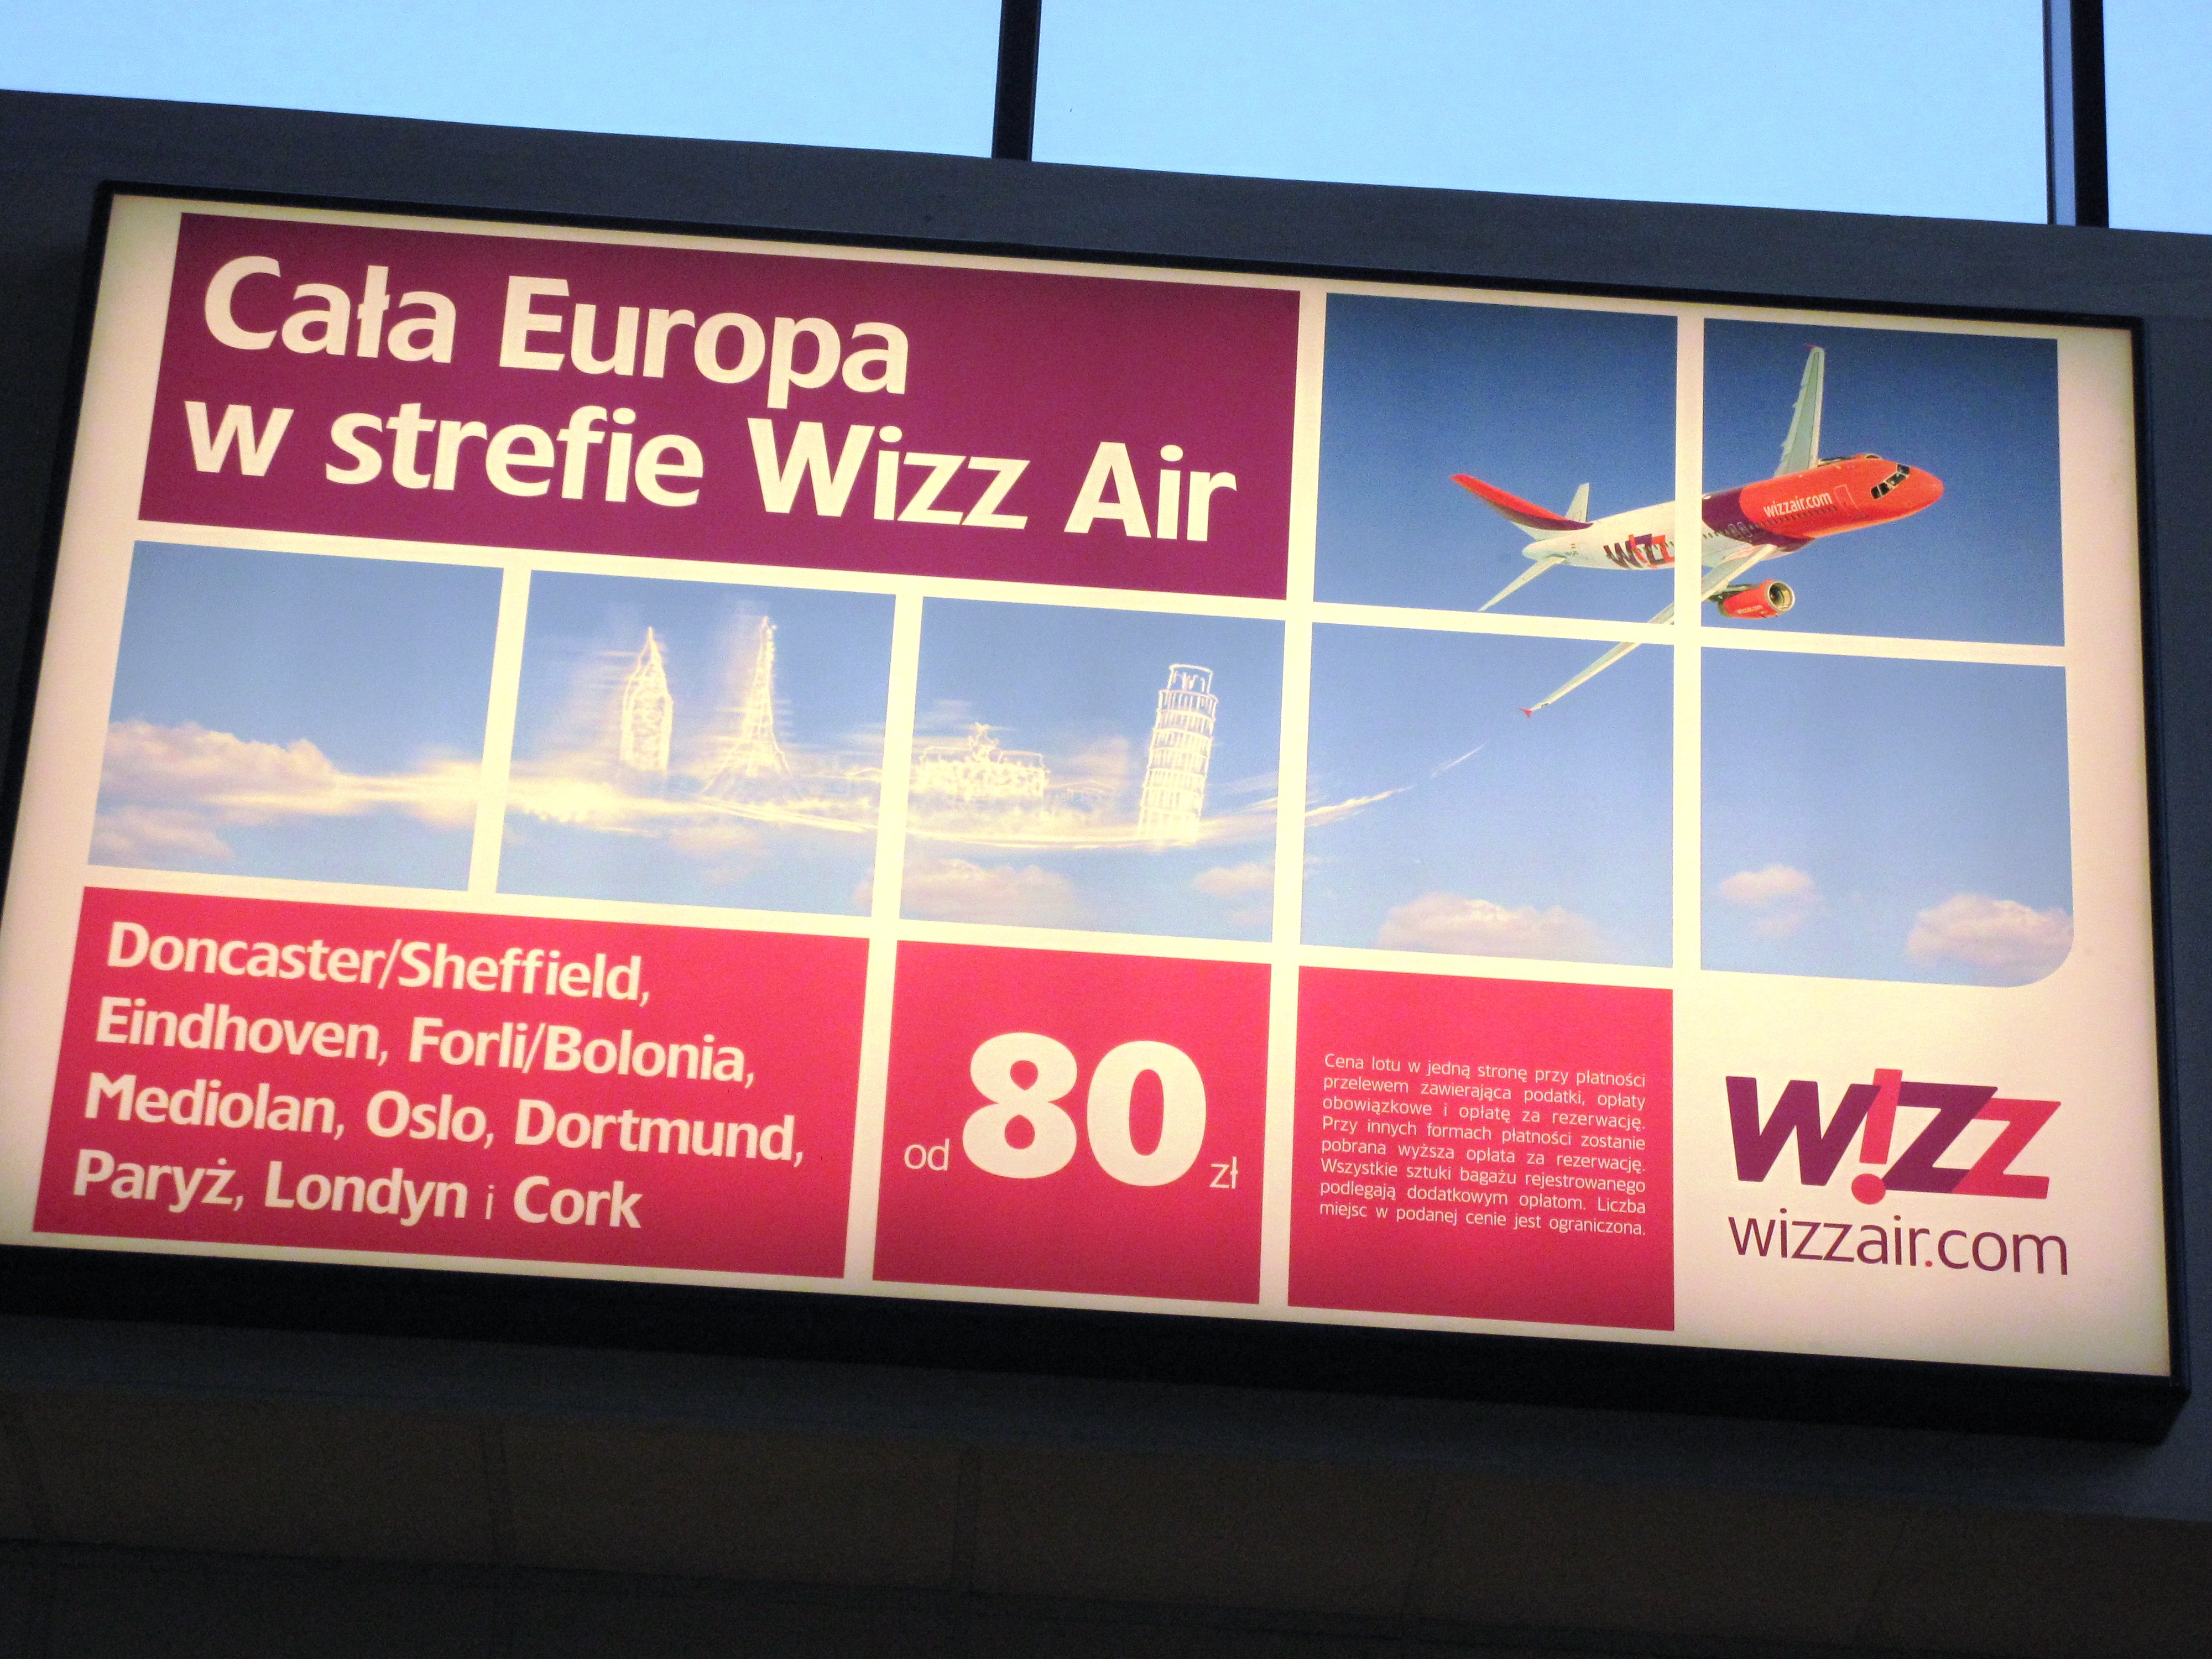 Cała Europa
w strefie Wizz Air
wizzair.com
wizz
Doncaster/Sheffield,
Eindhoven, Forli/Bolonia,
Mediolan, Oslo, Dortmund,
Paryż, Londyn i Cork
od 80 zł
Cena lotu w jedną stronę przy płatności
przelewem zawierająca podatki, opłaty
obowiązkowe i opłatę za rezerwację.
Przy innych formach płatności zostanie
pobrana wyższa opłata za rezerwację.
Wszystkie sztuki bagażu rejestrowanego
podlegają dodatkowym opłatom. Liczba
miejsc w podanej cenie jest ograniczona.
w!zz
wizzair.com